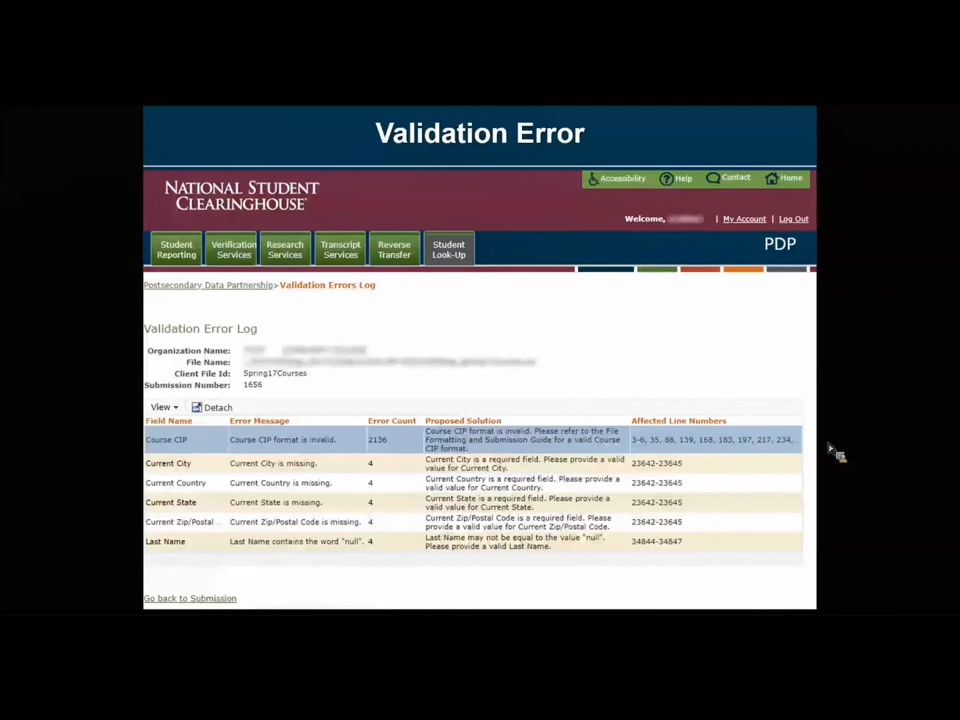 Validation Error
Accessibility Help Contact Home
NATIONAL STUDENT
CLEARINGHOUSE
Welcome, | My Account | Log Out
Student Reporting Verification Services Research Services Transcript Services Reverse Transfer Student Look-Up PDP
Postsecondary Data Partnership> Validation Errors Log
Validation Error Log
Organization Name:
File Name:
Client File Id: Spring17Courses
Submission Number: 1656
View Detach
Field Name Error Message Error Count Proposed Solution Affected Line Numbers
Course CIP Course CIP format is invalid. 2136 Course CIP format is invalid. Please refer to the File Formatting and Submission Guide for a valid Course CIP format. 3-6, 35, 88, 139, 168, 183, 197, 217, 234,
Current City Current City is missing. 4 Current City is a required field. Please provide a valid value for Current City. 23642-23645
Current Country Current Country is missing. 4 Current Country is a required field. Please provide a valid value for Current Country. 23642-23645
Current State Current State is missing. 4 Current State is a required field. Please provide a valid value for Current State. 23642-23645
Current Zip/Postal ... Current Zip/Postal Code is missing. 4 Current Zip/Postal Code is a required field. Please provide a valid value for Current Zip/Postal Code. 23642-23645
Last Name Last Name contains the word "null". 4 Last Name may not be equal to the value "null". Please provide a valid Last Name. 34844-34847
Go back to Submission